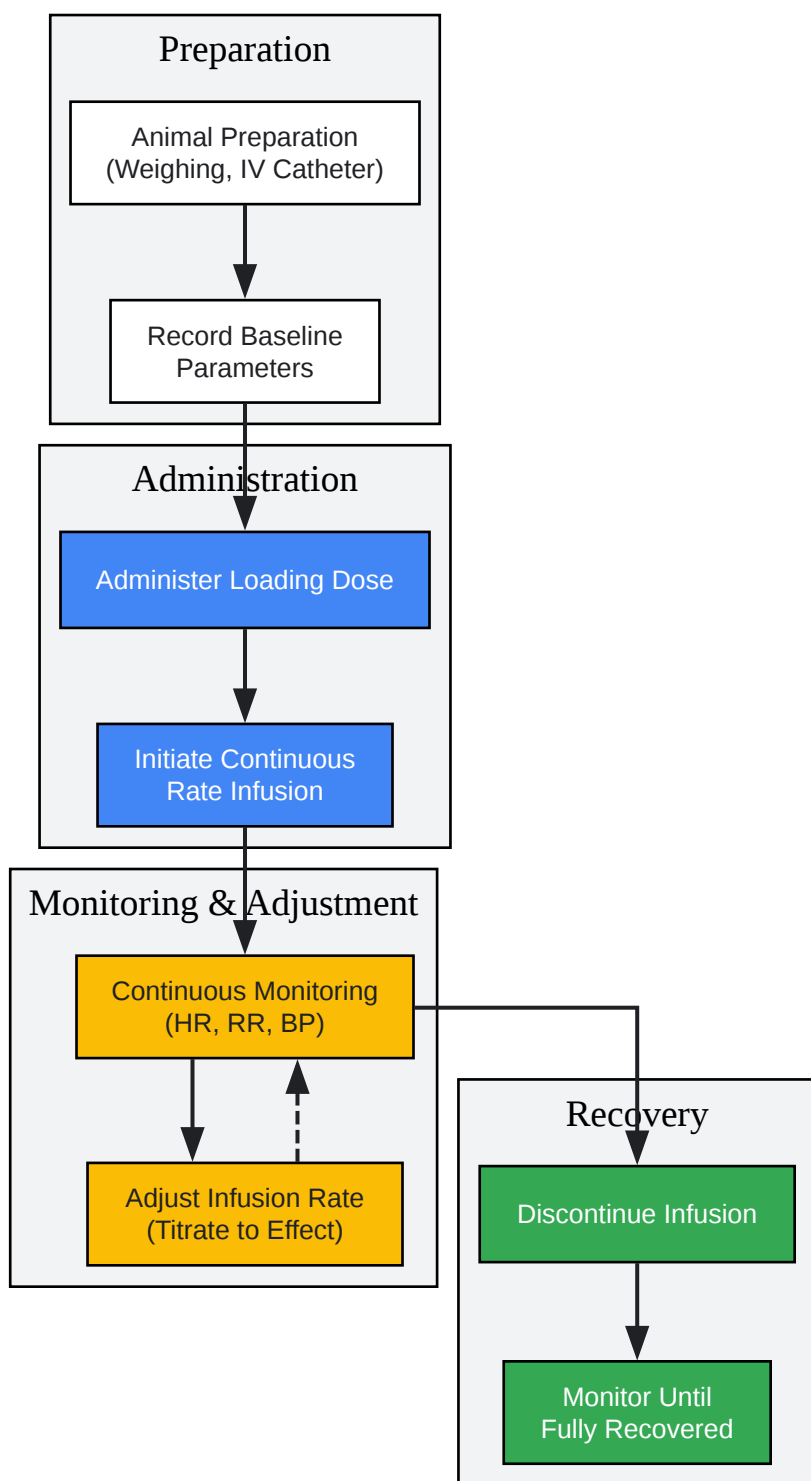 Preparation
Animal Preparation
(Weighing, IV Catheter)
Record Baseline
Parameters
Administration
Administer Loading Dose
Initiate Continuous
Rate Infusion
Monitoring & Adjustment
Continuous Monitoring
(HR, RR, BP)
Adjust Infusion Rate
(Titrate to Effect)
Recovery
Discontinue Infusion
Monitor Until
Fully Recovered